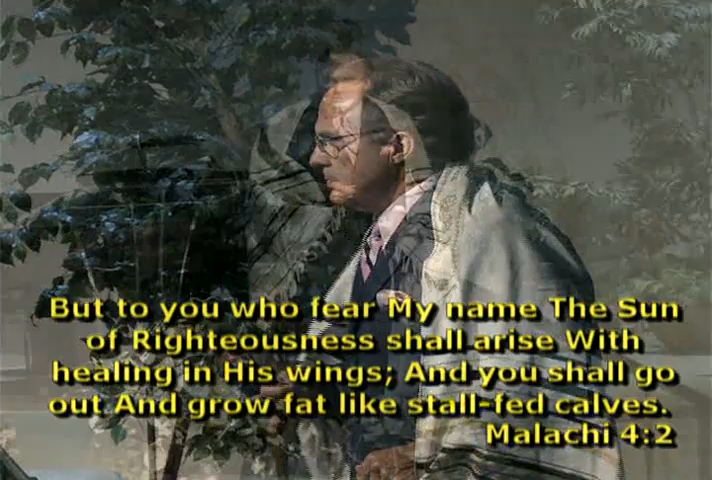 But to you who fear My name The Sun
of Righteousness shall arise With
healing in His wings; And you shall go
out And grow fat like stall-fed calves.
Malachi 4:2